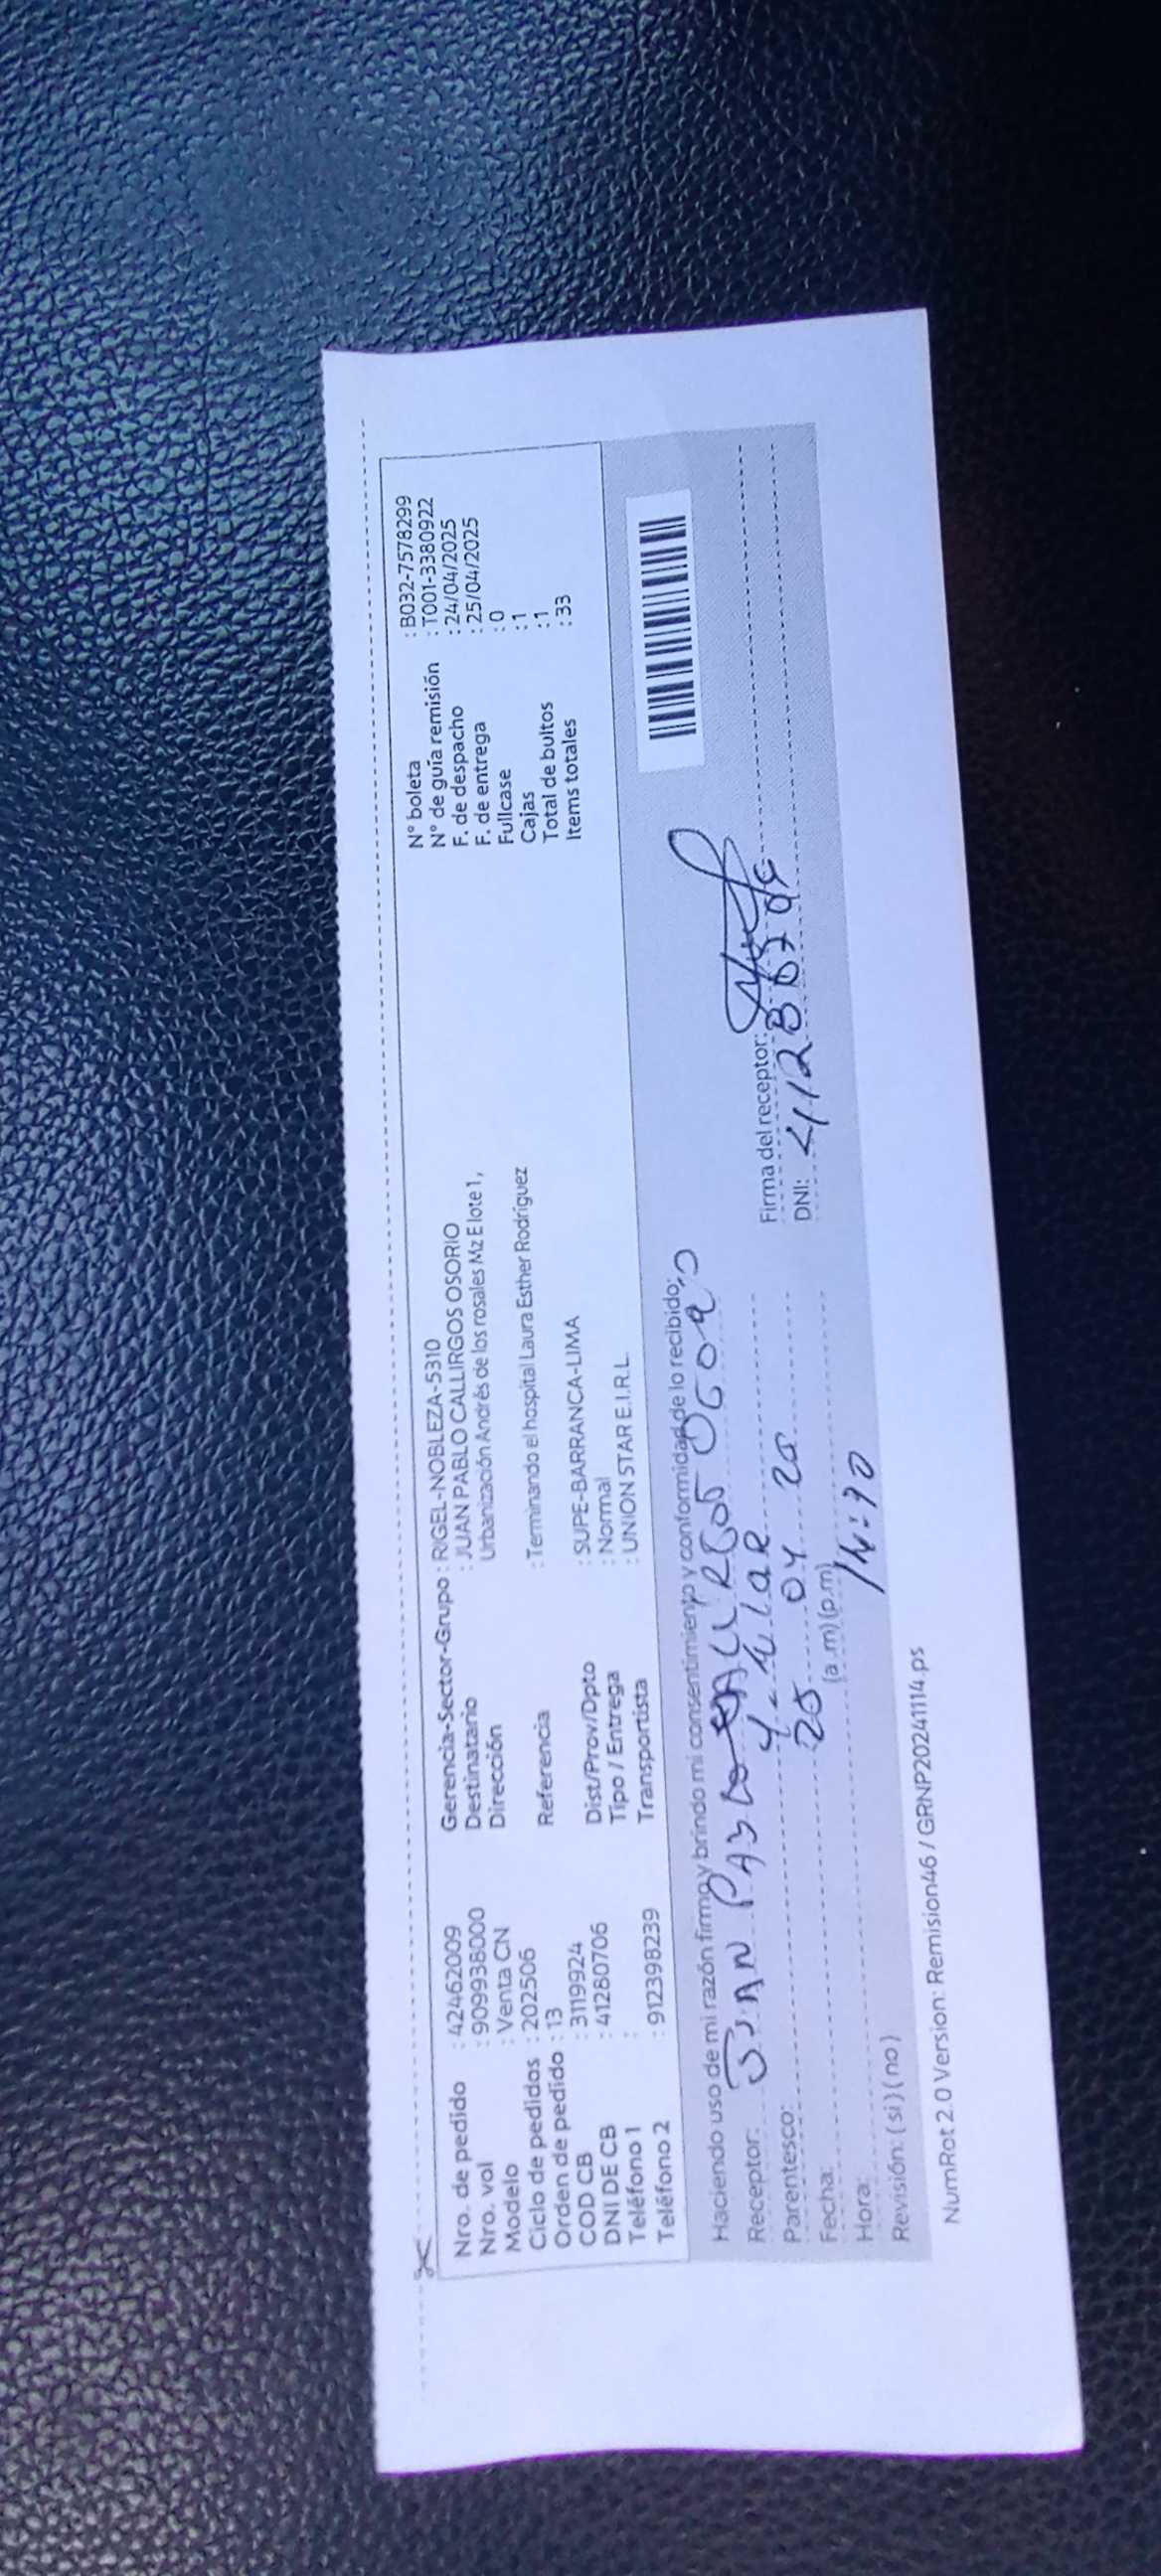 Nro. de pedido : 42462009
Nro. vol : 909938000
Modelo : Venta CN
Ciclo de pedidos : 202506
Orden de pedido : 13
COD CB : 3119924
DNI DE CB : 41280706
Teléfono 1 :
Teléfono 2 : 912398239
Gerencia-Sector-Grupo : RIGEL-NOBLEZA-5310
Destinatario : JUAN PABLO CALLIRGOS OSORIO
Dirección Urbanización Andrés de los rosales Mz E lote 1,
Referencia : Terminando el hospital Laura Esther Rodríguez
Dist/Prov/Dpto : SUPE-BARRANCA-LIMA
Tipo / Entrega : Normal
Transportista : UNION STAR E.I.R.L.
N° boleta : B032-7578299
N° de guía remisión : T001-3380922
F. de despacho : 24/04/2025
F. de entrega : 25/04/2025
Fullcase : 0
Cajas : 1
Total de bultos : 1
Items totales : 33
Haciendo uso de mi razón firmo y brindo mi consentimiento y conformidad de lo recibido:
Receptor: JUAN PABLO
Parentesco:
Fecha: 25 04 25
Hora: (a.m) (p.m)
Revisión: (si) (no)
Firma del receptor:
DNI:
NumRot 2.0 Version: Remision46 / GRNP20241114.ps